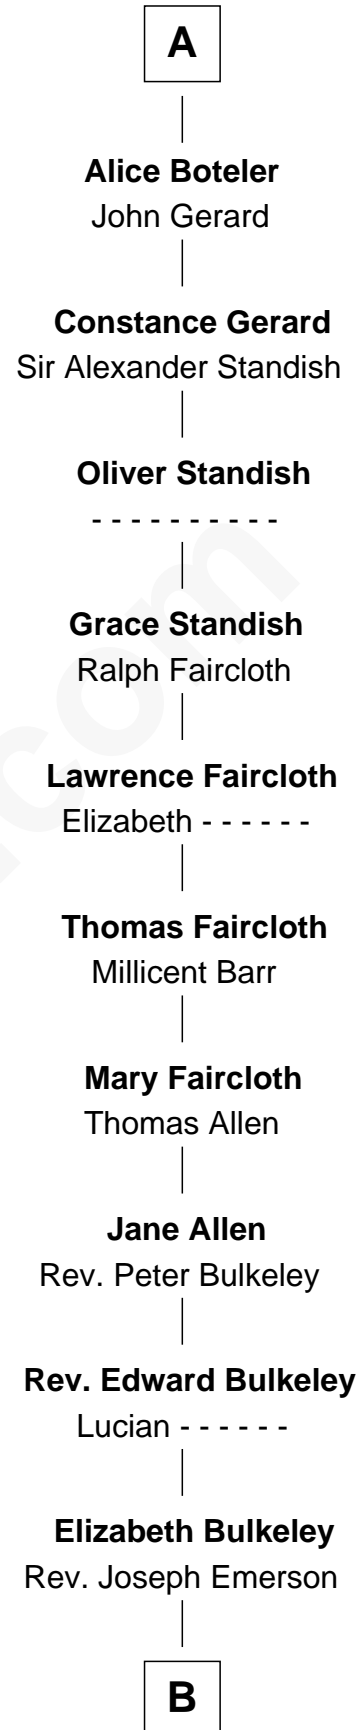 A
Alice Boteler
John Gerard
Constance Gerard
Sir Alexander Standish
Oliver Standish
- - - - - - - - - -
Grace Standish
Ralph Faircloth
Lawrence Faircloth
Elizabeth - - - - - -
Thomas Faircloth
Millicent Barr
Mary Faircloth
Thomas Allen
Jane Allen
Rev. Peter Bulkeley
Rev. Edward Bulkeley
Lucian - - - - - -
Elizabeth Bulkeley
Rev. Joseph Emerson
B